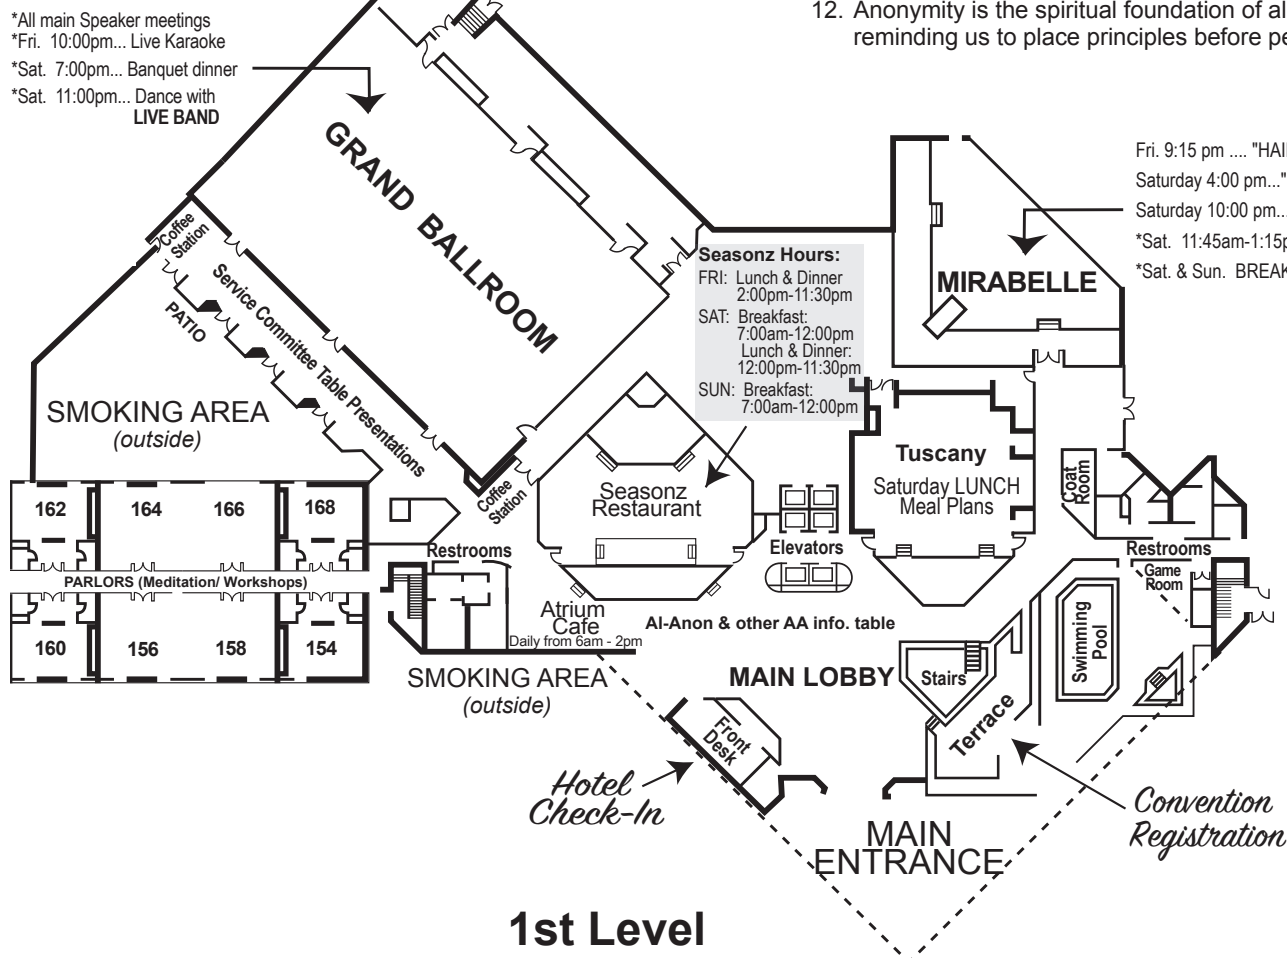 *All main Speaker meetings
*Fri. 10:00pm... Live Karaoke
*Sat. 7:00pm... Banquet dinner
*Sat. 11:00pm... Dance with
LIVE BAND
12. Anonymity is the spiritual foundation of al
reminding us to place principles before pe
GRAND BALLROOM
Fri. 9:15 pm .... "HAI
Saturday 4:00 pm..."
Saturday 10:00 pm...
*Sat. 11:45am-1:15p
*Sat. & Sun. BREAK
MIRABELLE
Coffee
Station
Service Committee Table Presentations
PATIO
Seasonz Hours:
FRI: Lunch & Dinner
2:00pm-11:30pm
SAT: Breakfast:
7:00am-12:00pm
Lunch & Dinner:
12:00pm-11:30pm
SUN: Breakfast:
7:00am-12:00pm
SMOKING AREA
(outside)
Tuscany
Saturday LUNCH
Meal Plans
Coat
Room
Seasonz
Restaurant
Coffee
Station
162
164
166
168
Restrooms
Elevators
Restrooms
Game
Room
PARLORS (Meditation/ Workshops)
Atrium
Cafe
Daily from 6am - 2pm
Al-Anon & other AA info. table
160
156
158
154
SMOKING AREA
(outside)
MAIN LOBBY
Stairs
Swimming
Pool
Terrace
Front
Desk
Hotel
Check-In
Convention
Registration
MAIN
ENTRANCE
1st Level